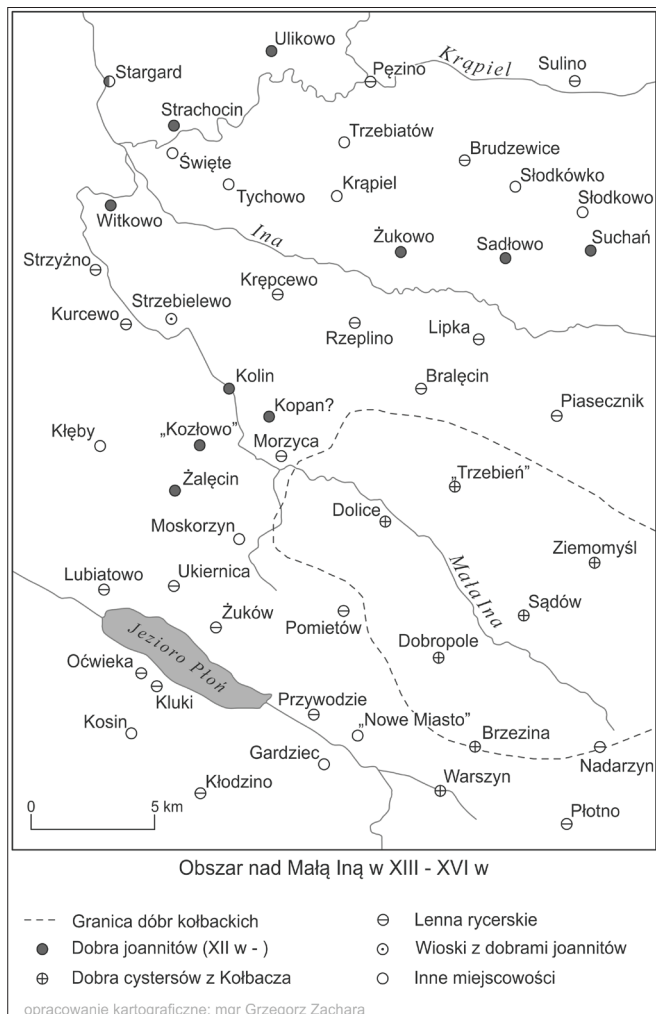 Ulikowo
Stargard
Pęzino
Krąpiel
Sulino
Strachocin
Trzebiatów
Święte
Brudzewice
Tychowo
Krąpiel
Słodkówko
Słodkowo
Witkowo
Ina
Żukowo
Sadłowo
Suchań
Strzyżno
Krępcewo
Strzebielewo
Kurcewo
Rzeplino
Lipka
Kolin
Bralęcin
Kopan?
Piasecznik
Kłęby
„Kozłowo”
Morzyca
„Trzebień”
Żalęcin
Dolice
Moskorzyn
Ziemomyśl
Mała Ina
Lubiatowo
Ukiernica
Sądów
Żuków
Pomietów
Jezioro Płoń
Dobropole
Oćwieka
Kluki
Przywodzie
„Nowe Miasto”
Kosin
Brzezina
Gardziec
Nadarzyn
Warszyn
Kłodzino
Płotno
0 5 km
Obszar nad Małą Iną w XIII - XVI w
Granica dóbr kołbackich
Lenna rycerskie
Dobra joannitów (XII w - )
Wioski z dobrami joannitów
Dobra cystersów z Kołbacza
Inne miejscowości
opracowanie kartograficzne: mgr Grzegorz Zachara